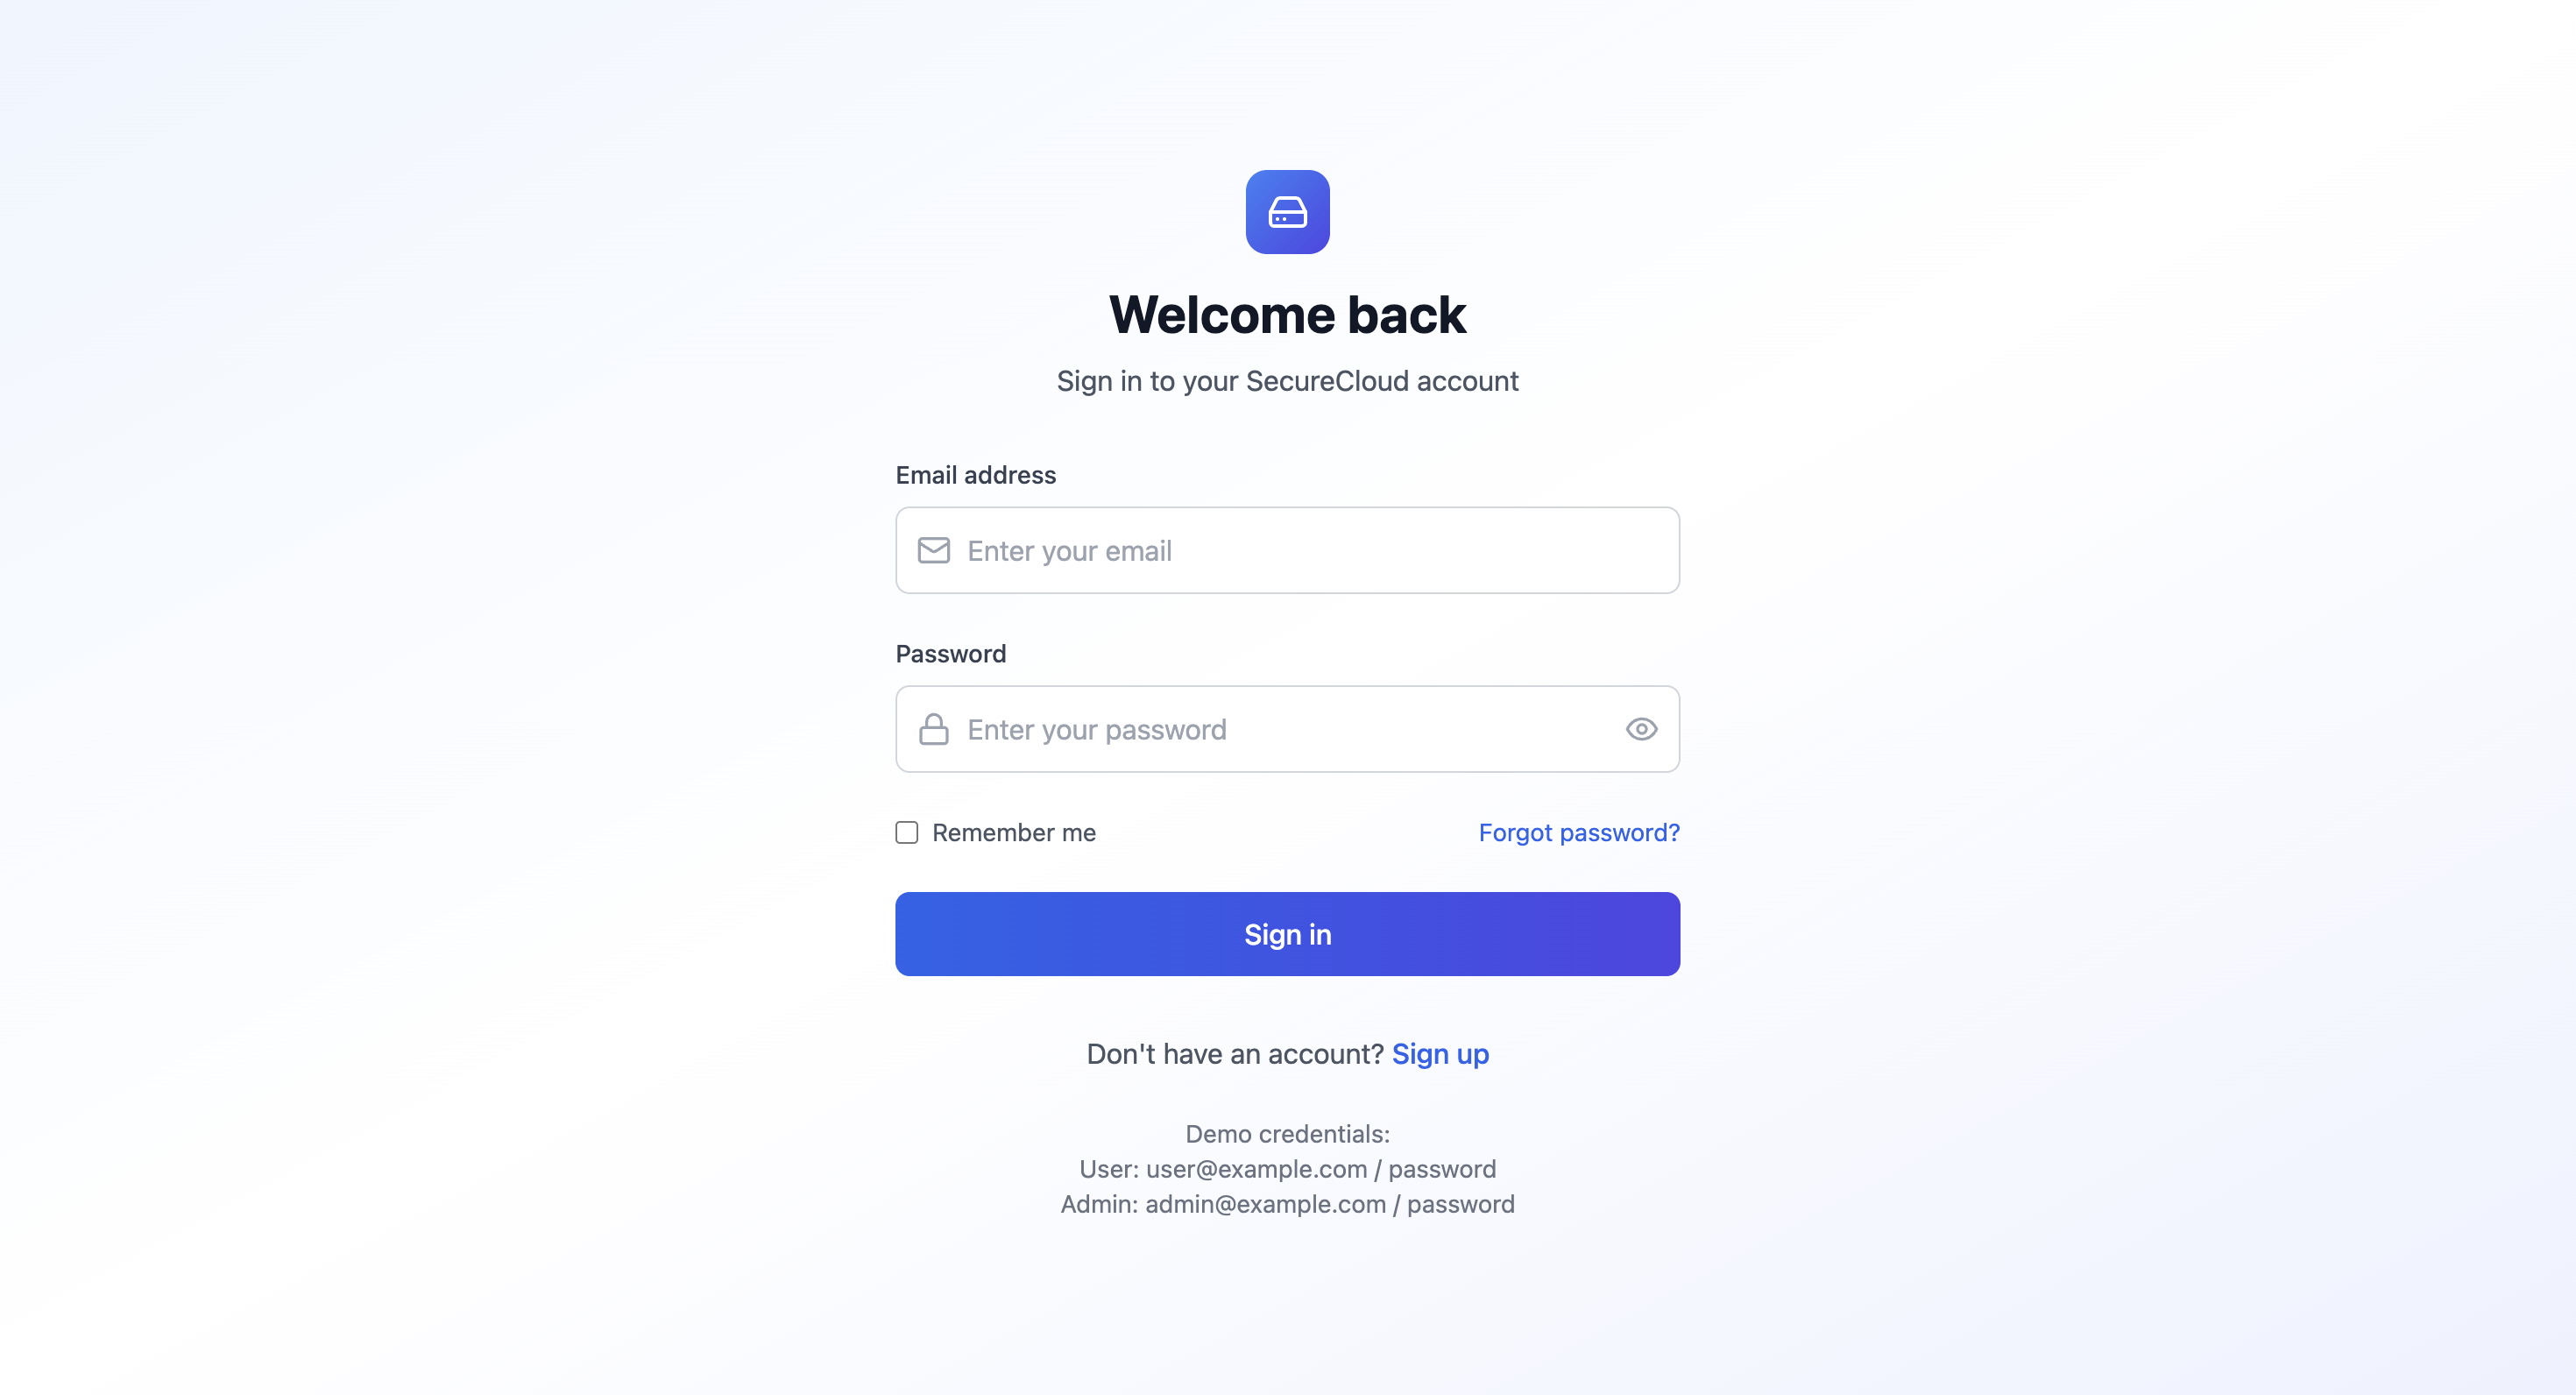 Welcome back
Sign in to your SecureCloud account
Email address
Enter your email
Password
Enter your password
Remember me
Forgot password?
Sign in
Don't have an account? Sign up
Demo credentials:
User: user@example.com / password
Admin: admin@example.com / password